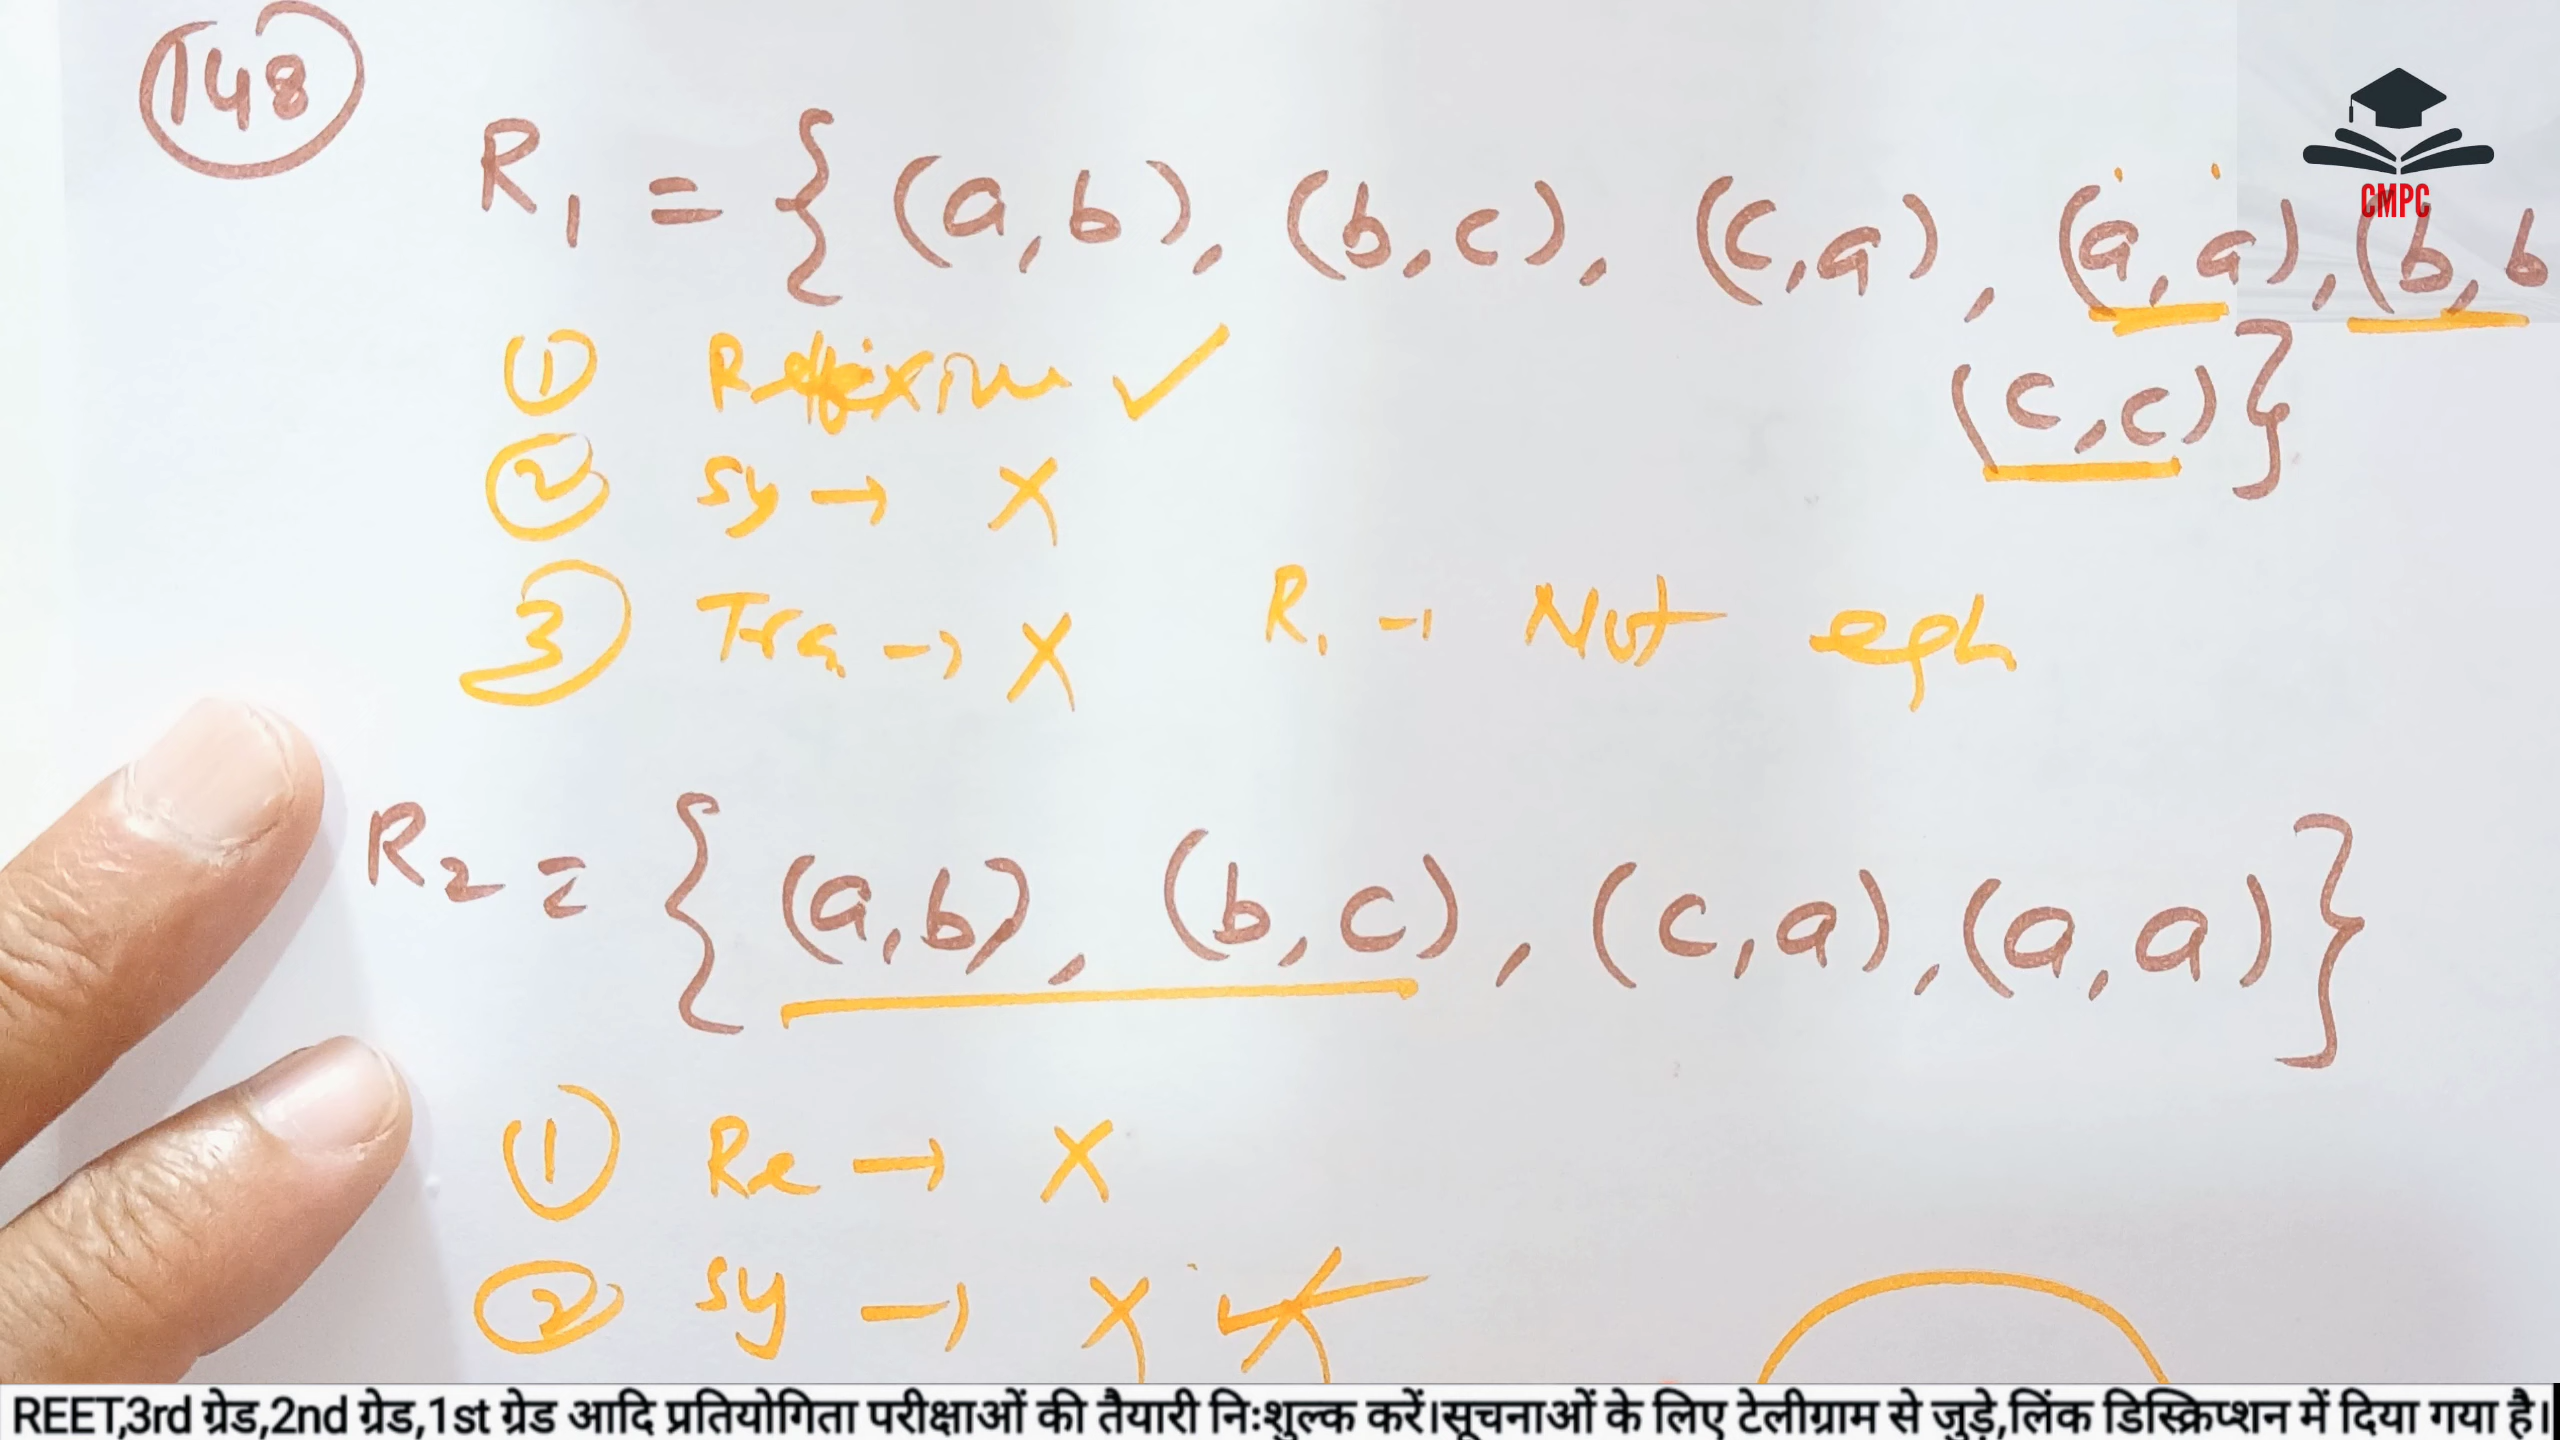 148
R₁ = { (a,b), (b,c), (c,a), (a,a), (b,b
(c,c) }
CMPC
① Reflexive ✓
② Sy → X
③ Tra → X R₁ → Not
R₂ = { (a,b), (b,c), (c,a), (a,a) }
① Re → X
② Sy → X
REET,3rd ग्रेड,2nd ग्रेड,1st ग्रेड आदि प्रतियोगिता परीक्षाओं की तैयारी निःशुल्क करें।सूचनाओं के लिए टेलीग्राम से जुड़े,लिंक डिस्क्रिप्शन में दिया गया है।